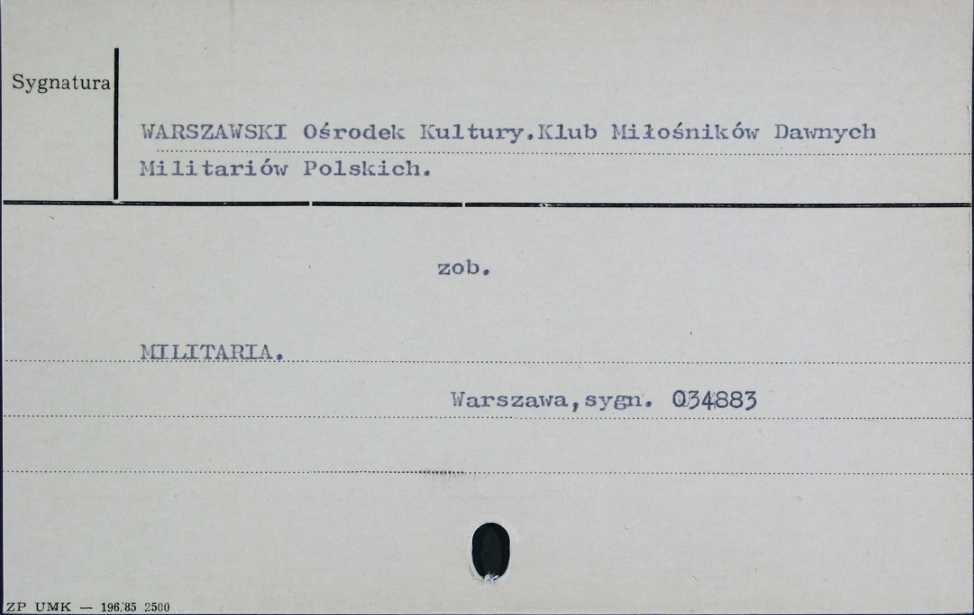 Sygnatura
WARSZAWSKI Ośrodek Kultury.Klub Miłośników Dawnych
Militariów Polskich.
zob.
MILITARIA.
Warszawa,sygn. 034883
ZP UMK — 196/85 2500